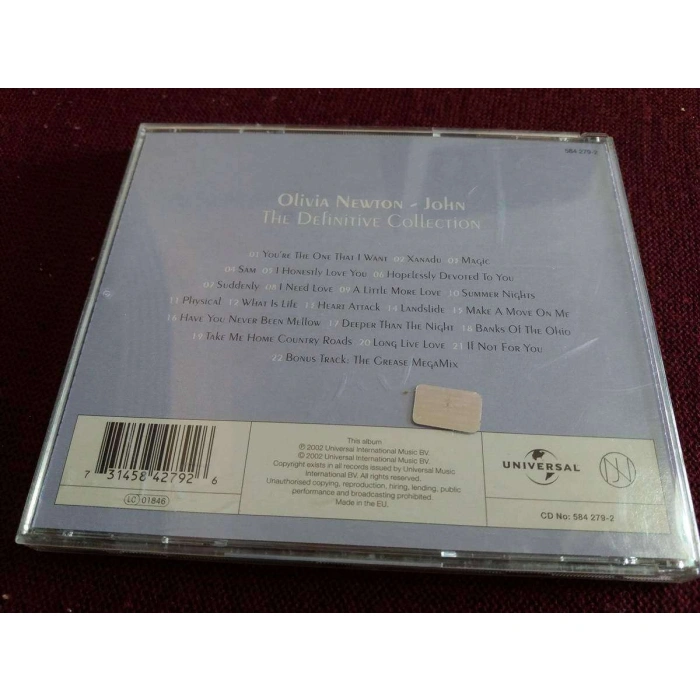 584 279-2
Olivia Newton - John
The Definitive Collection
01 You're The One That I Want 02 Xanadu 03 Magic
04 Sam 05 I Honestly Love You 06 Hopelessly Devoted To You
07 Suddenly 08 I Need Love 09 A Little More Love 10 Summer Nights
11 Physical 12 What Is Life 13 Heart Attack 14 Landslide 15 Make A Move On Me
16 Have You Never Been Mellow 17 Deeper Than The Night 18 Banks Of The Ohio
19 Take Me Home Country Roads 20 Long Live Love 21 If Not For You
22 Bonus Track: The Grease MegaMix
7 31458 42792 6
LC 01846
This album
℗ 2002 Universal International Music BV.
© 2002 Universal International Music BV.
Copyright exists in all records issued by Universal Music
International BV. All rights reserved.
Unauthorised copying, reproduction, hiring, lending, public
performance and broadcasting prohibited.
Made in the EU.
UNIVERSAL
CD No: 584 279-2